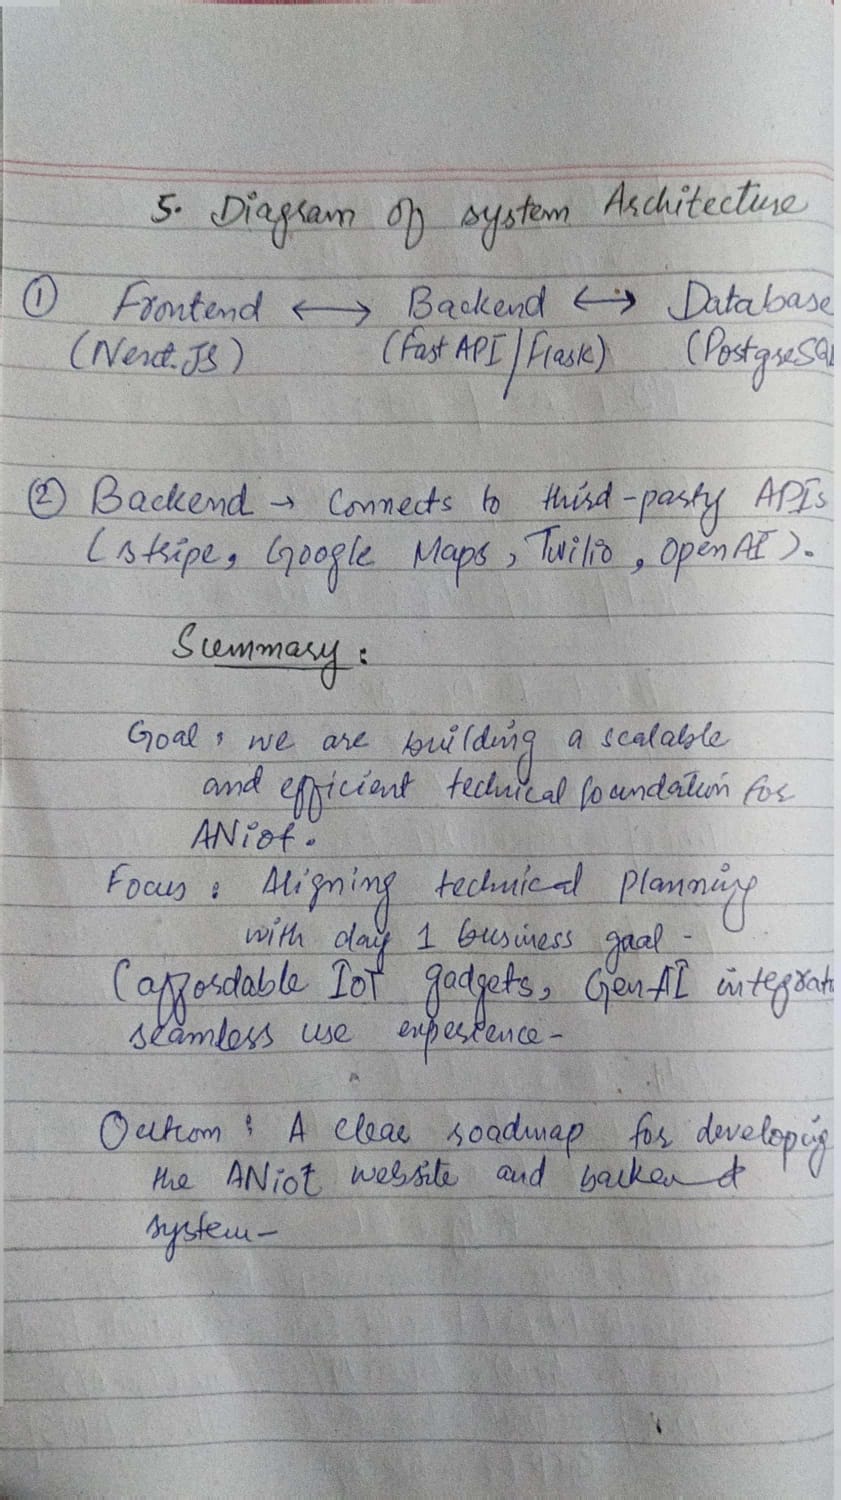 5. Diagram of system Architecture
① Frontend ⟷ Backend ⟷ Database
(Next.JS) (Fast API/Flask) (PostgreSQL
② Backend → Connects to third-party APIs
(Stripe, Google Maps, Twilio, OpenAI).
Summary:
Goal: we are building a scalable
and efficient technical foundation for
ANiot.
Focus: Aligning technical planning
with day 1 business goal -
(affordable IoT gadgets, GenAI integrat
seamless use experience -
Outcom: A clear roadmap for developing
the ANiot website and backend
system -